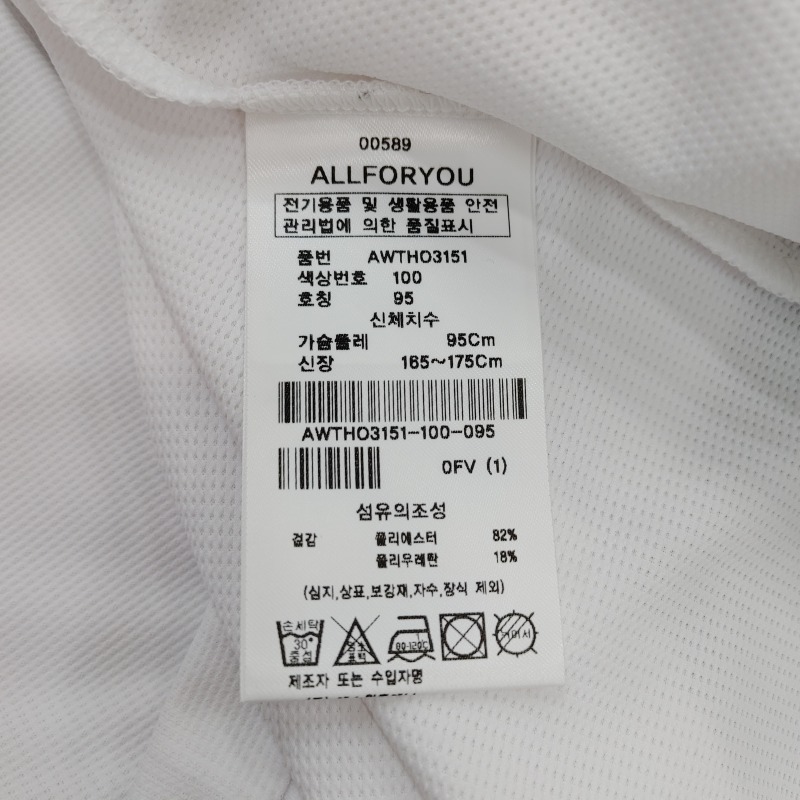 00589
ALLFORYOU
전기용품 및 생활용품 안전
관리법에 의한 품질표시
품번 AWTHO3151
색상번호 100
호칭 95
신체치수
가슴둘레 95Cm
신장 165~175Cm
AWTHO3151-100-095
0FV (1)
섬유의조성
겉감 폴리에스터 82%
폴리우레탄 18%
(심지,상표,보강재,자수,장식 제외)
손세탁
30°
중성
염소
표백
80-120℃
제조자 또는 수입자명